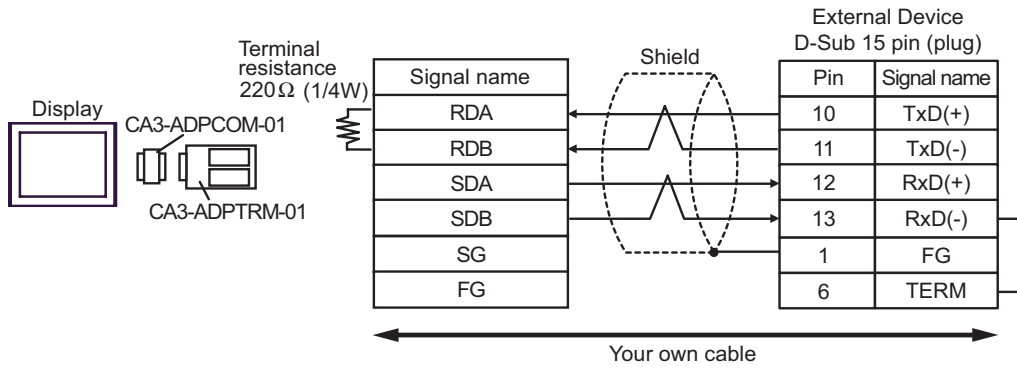 External Device
D-Sub 15 pin (plug)
Terminal
resistance
220Ω (1/4W)
Shield
Display
CA3-ADPCOM-01
CA3-ADPTRM-01
Signal name
RDA
RDB
SDA
SDB
SG
FG
Pin Signal name
10 TxD(+)
11 TxD(-)
12 RxD(+)
13 RxD(-)
1 FG
6 TERM
Your own cable